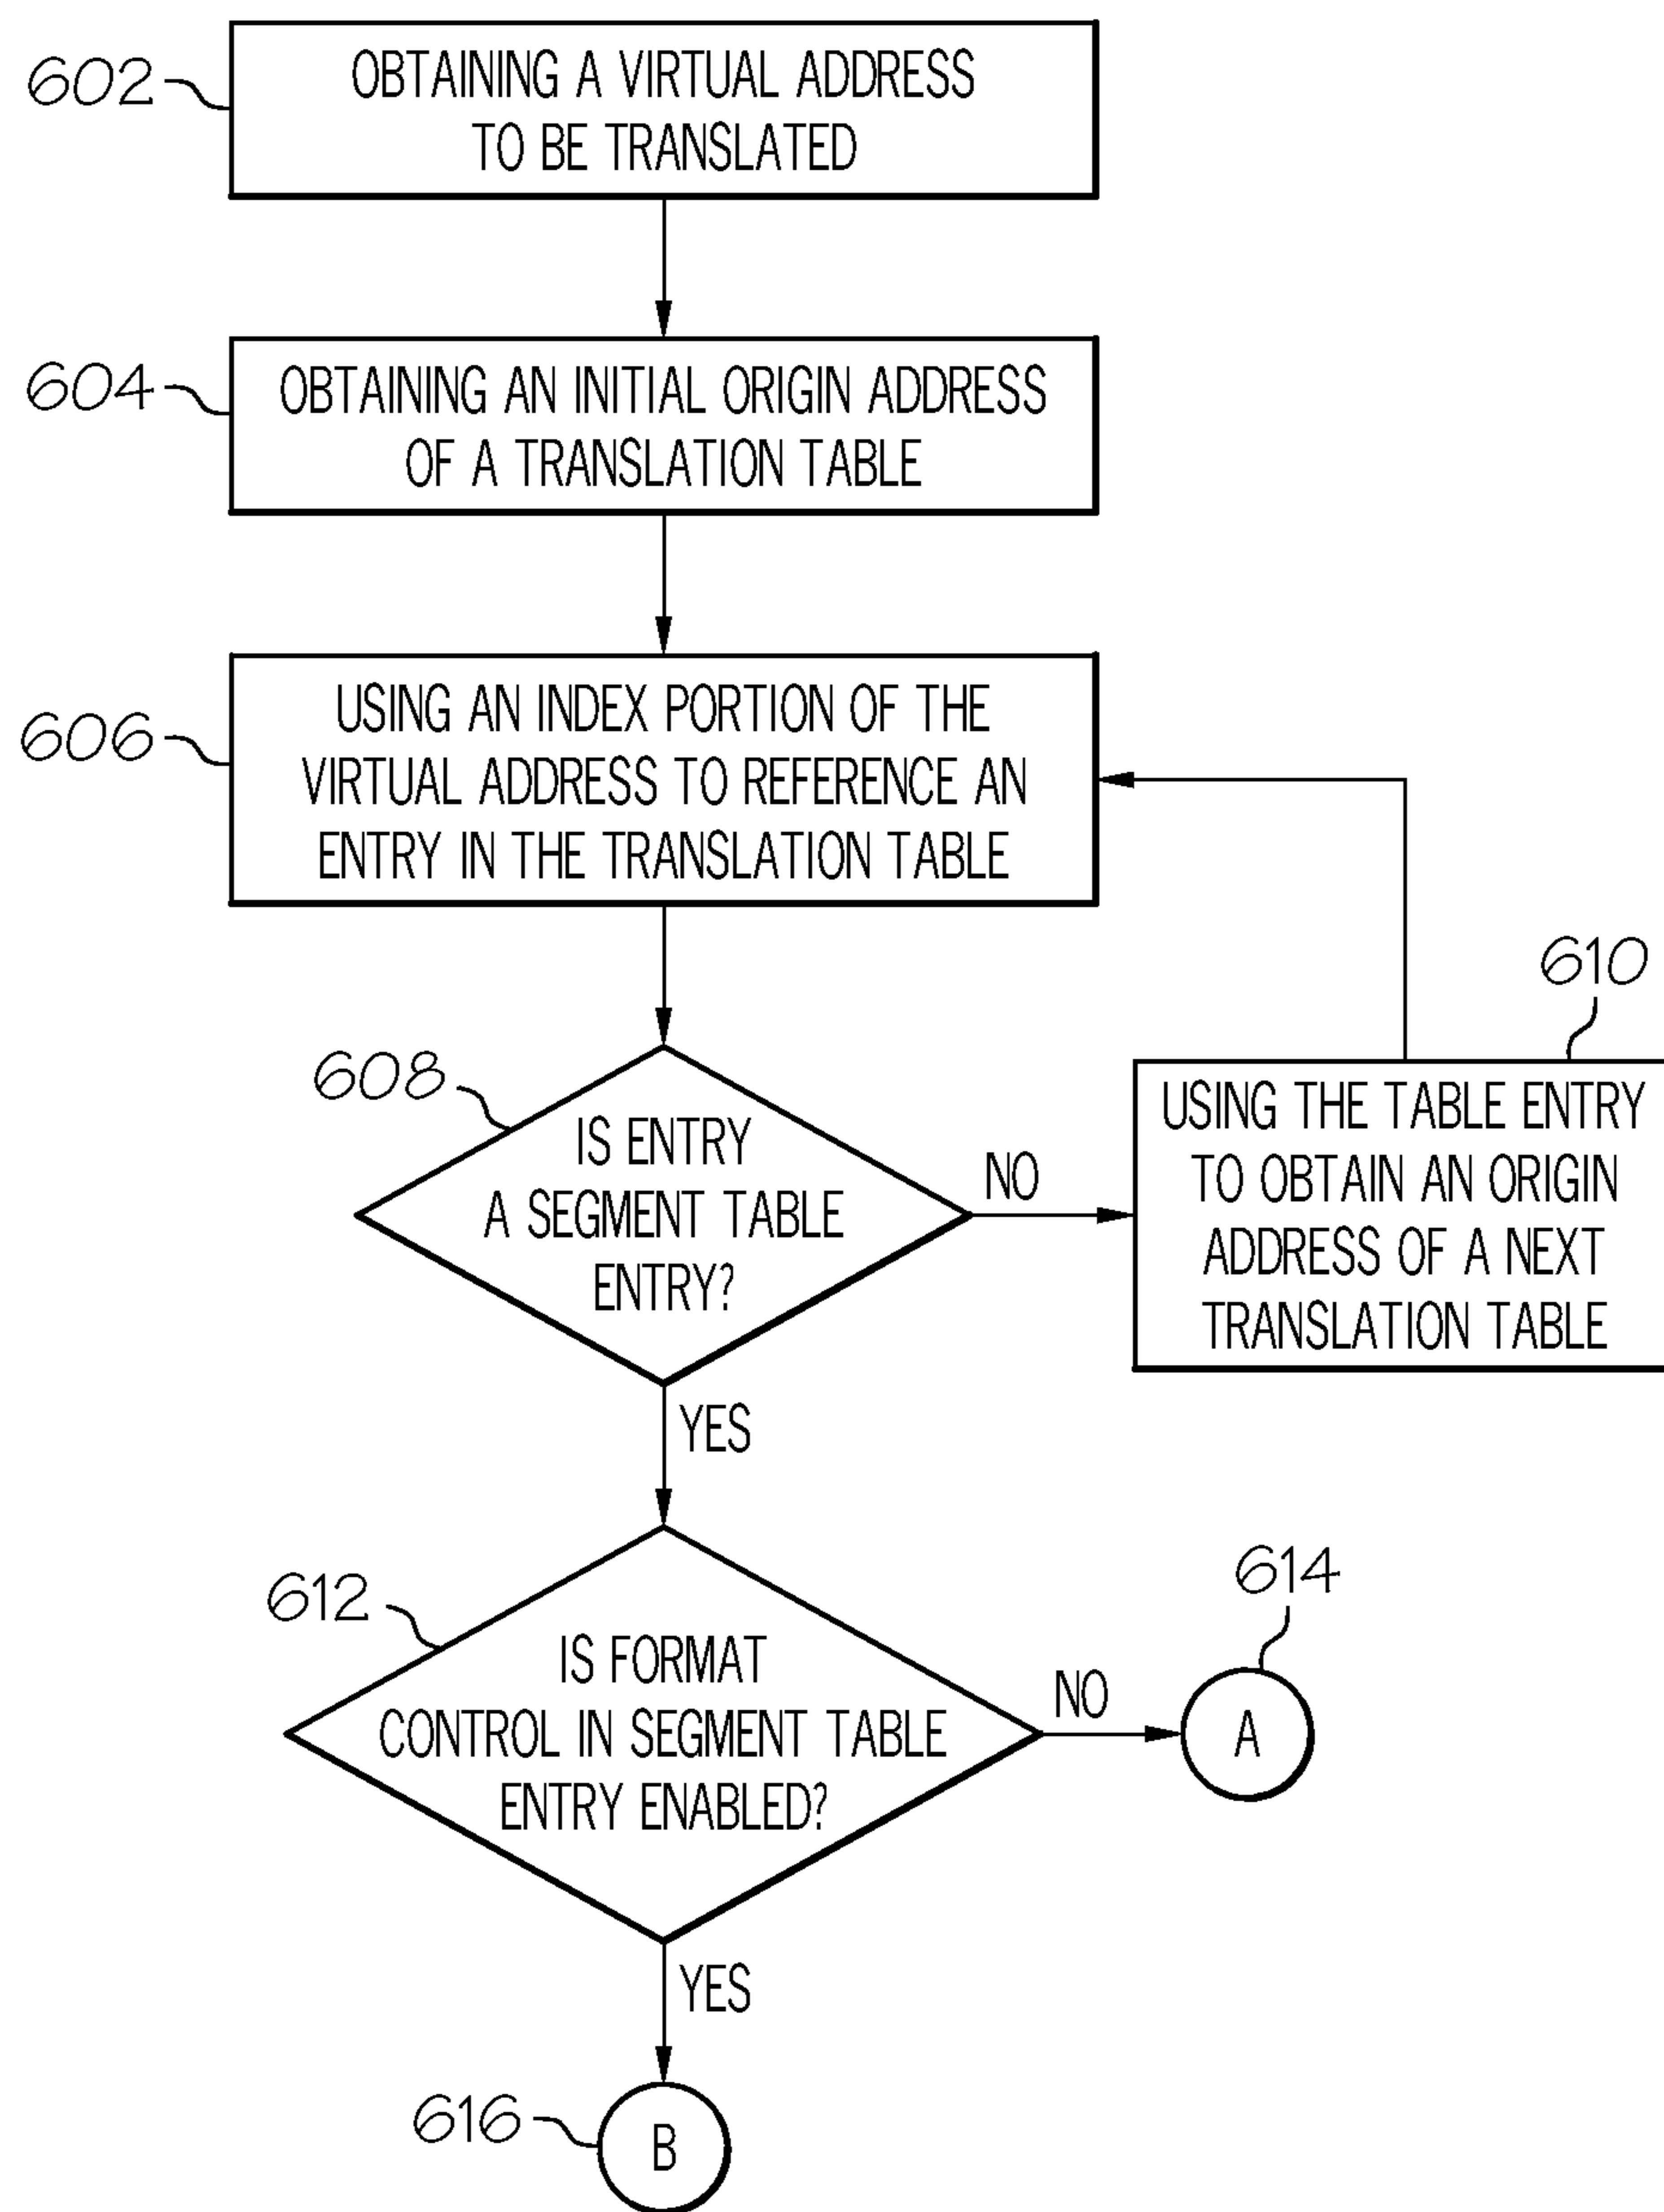 602
OBTAINING A VIRTUAL ADDRESS
TO BE TRANSLATED
604
OBTAINING AN INITIAL ORIGIN ADDRESS
OF A TRANSLATION TABLE
606
USING AN INDEX PORTION OF THE
VIRTUAL ADDRESS TO REFERENCE AN
ENTRY IN THE TRANSLATION TABLE
608
IS ENTRY
A SEGMENT TABLE
ENTRY?
NO
610
USING THE TABLE ENTRY
TO OBTAIN AN ORIGIN
ADDRESS OF A NEXT
TRANSLATION TABLE
YES
612
IS FORMAT
CONTROL IN SEGMENT TABLE
ENTRY ENABLED?
NO
614
A
YES
616
B